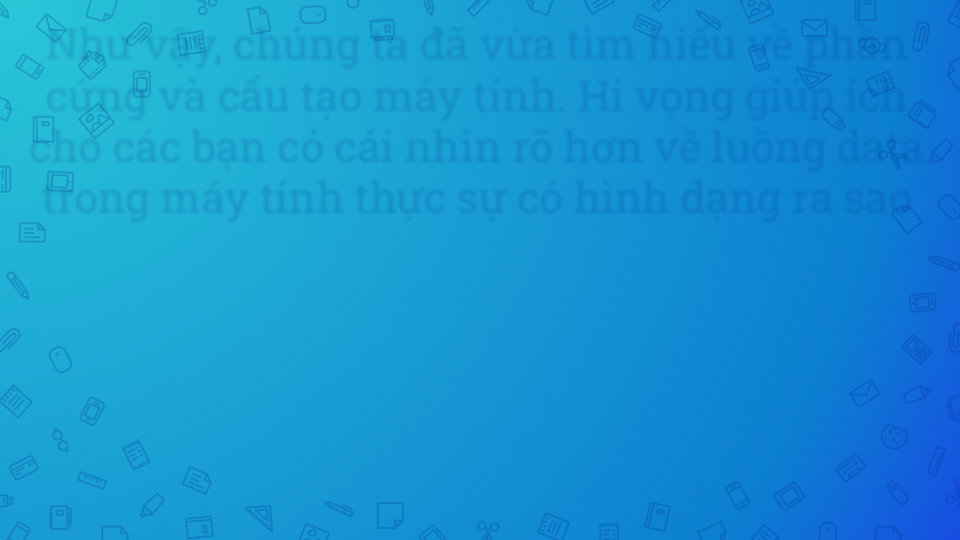 Như vậy, chúng ta đã vừa tìm hiểu về phần
cứng và cấu tạo máy tính. Hi vọng giúp ích
cho các bạn có cái nhìn rõ hơn về luồng data
trong máy tính thực sự có hình dạng ra sao